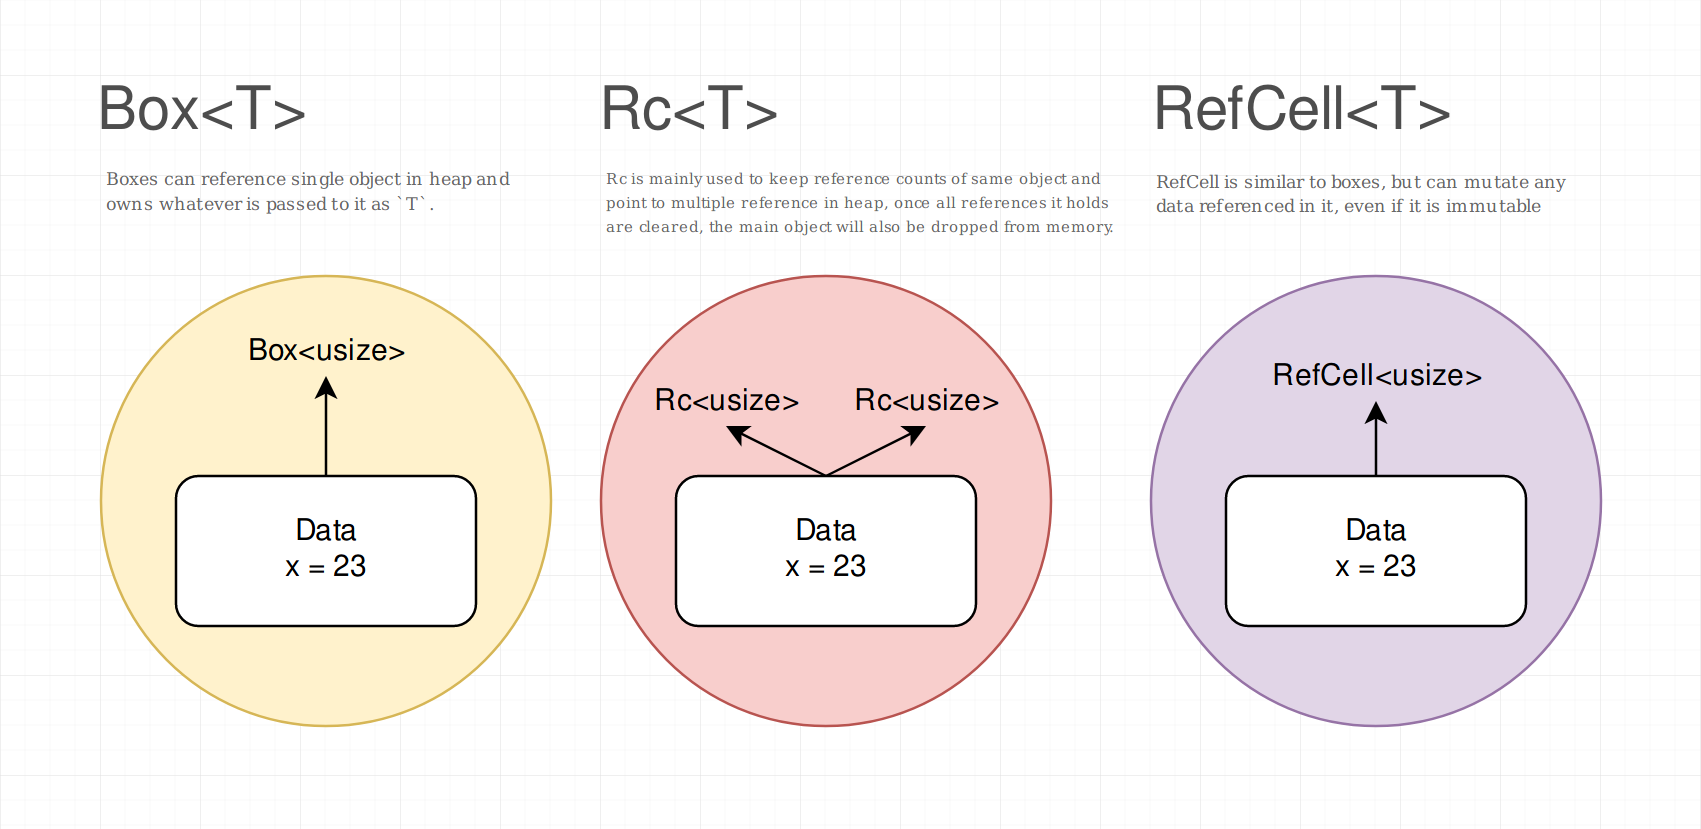 Box<T>
Boxes can reference single object in heap and
owns whatever is passed to it as `T`.
Box<usize>
Data
x = 23
Rc<T>
Rc is mainly used to keep reference counts of same object and
point to multiple reference in heap, once all references it holds
are cleared, the main object will also be dropped from memory.
Rc<usize>
Rc<usize>
Data
x = 23
RefCell<T>
RefCell is similar to boxes, but can mutate any
data referenced in it, even if it is immutable
RefCell<usize>
Data
x = 23